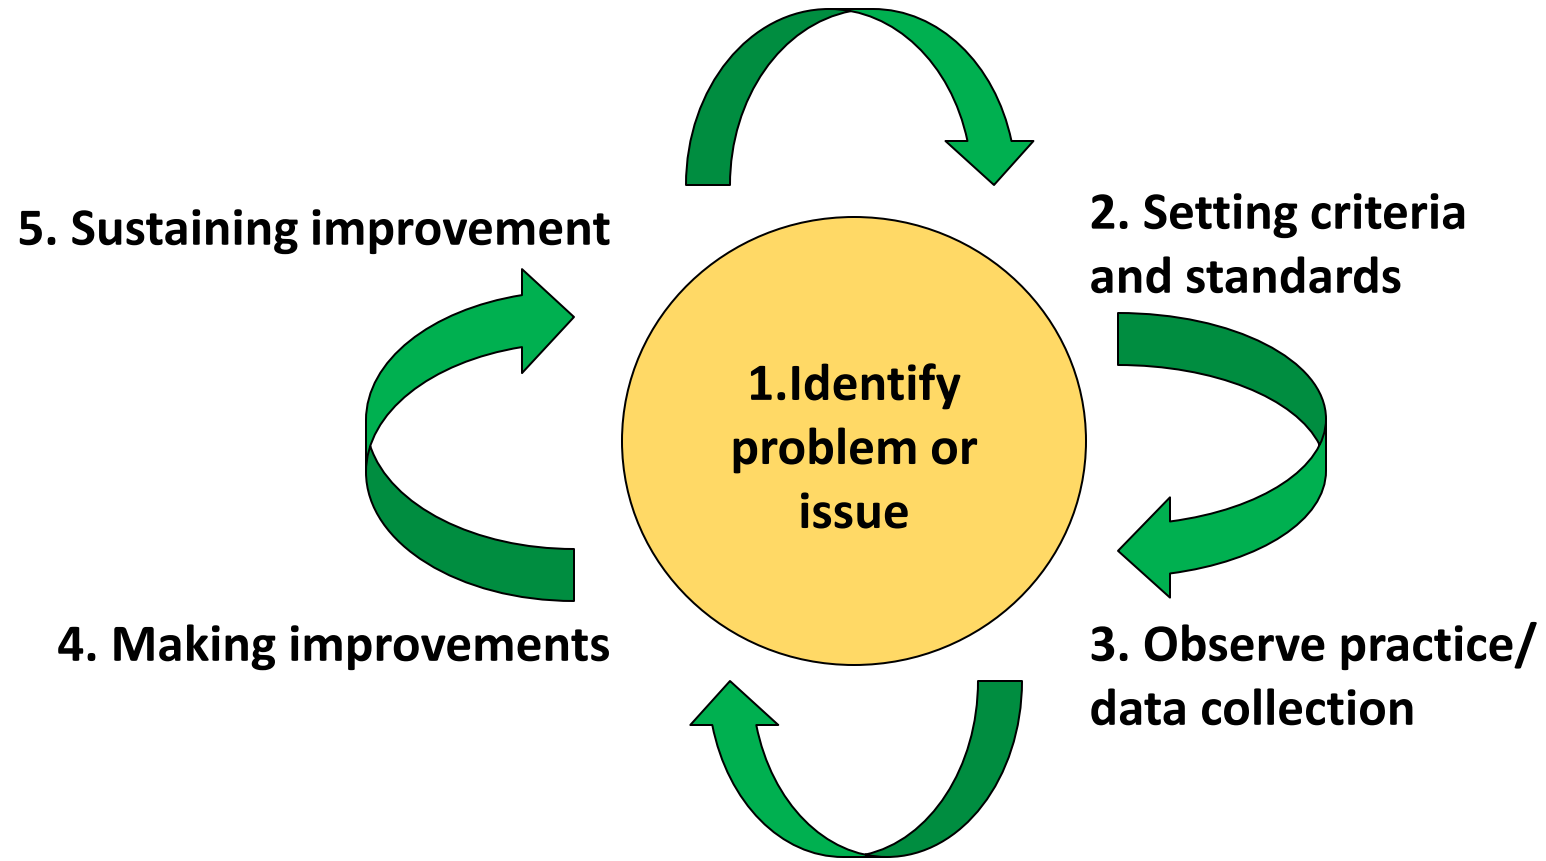 1.Identify
problem or
issue
2. Setting criteria
and standards
3. Observe practice/
data collection
4. Making improvements
5. Sustaining improvement